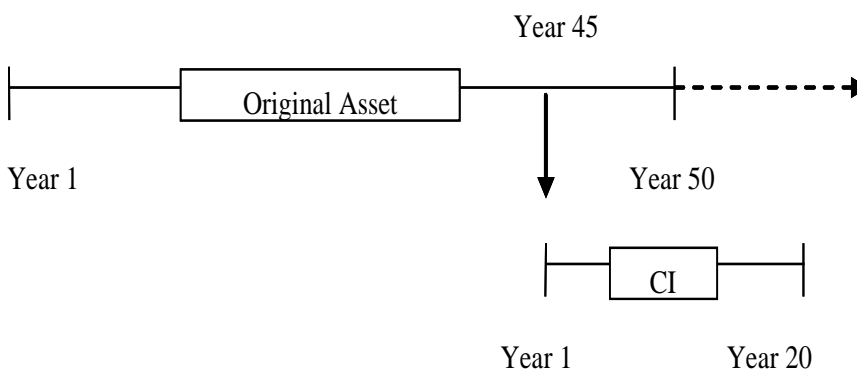 Year 45
Original Asset
Year 1
Year 50
CI
Year 1
Year 20